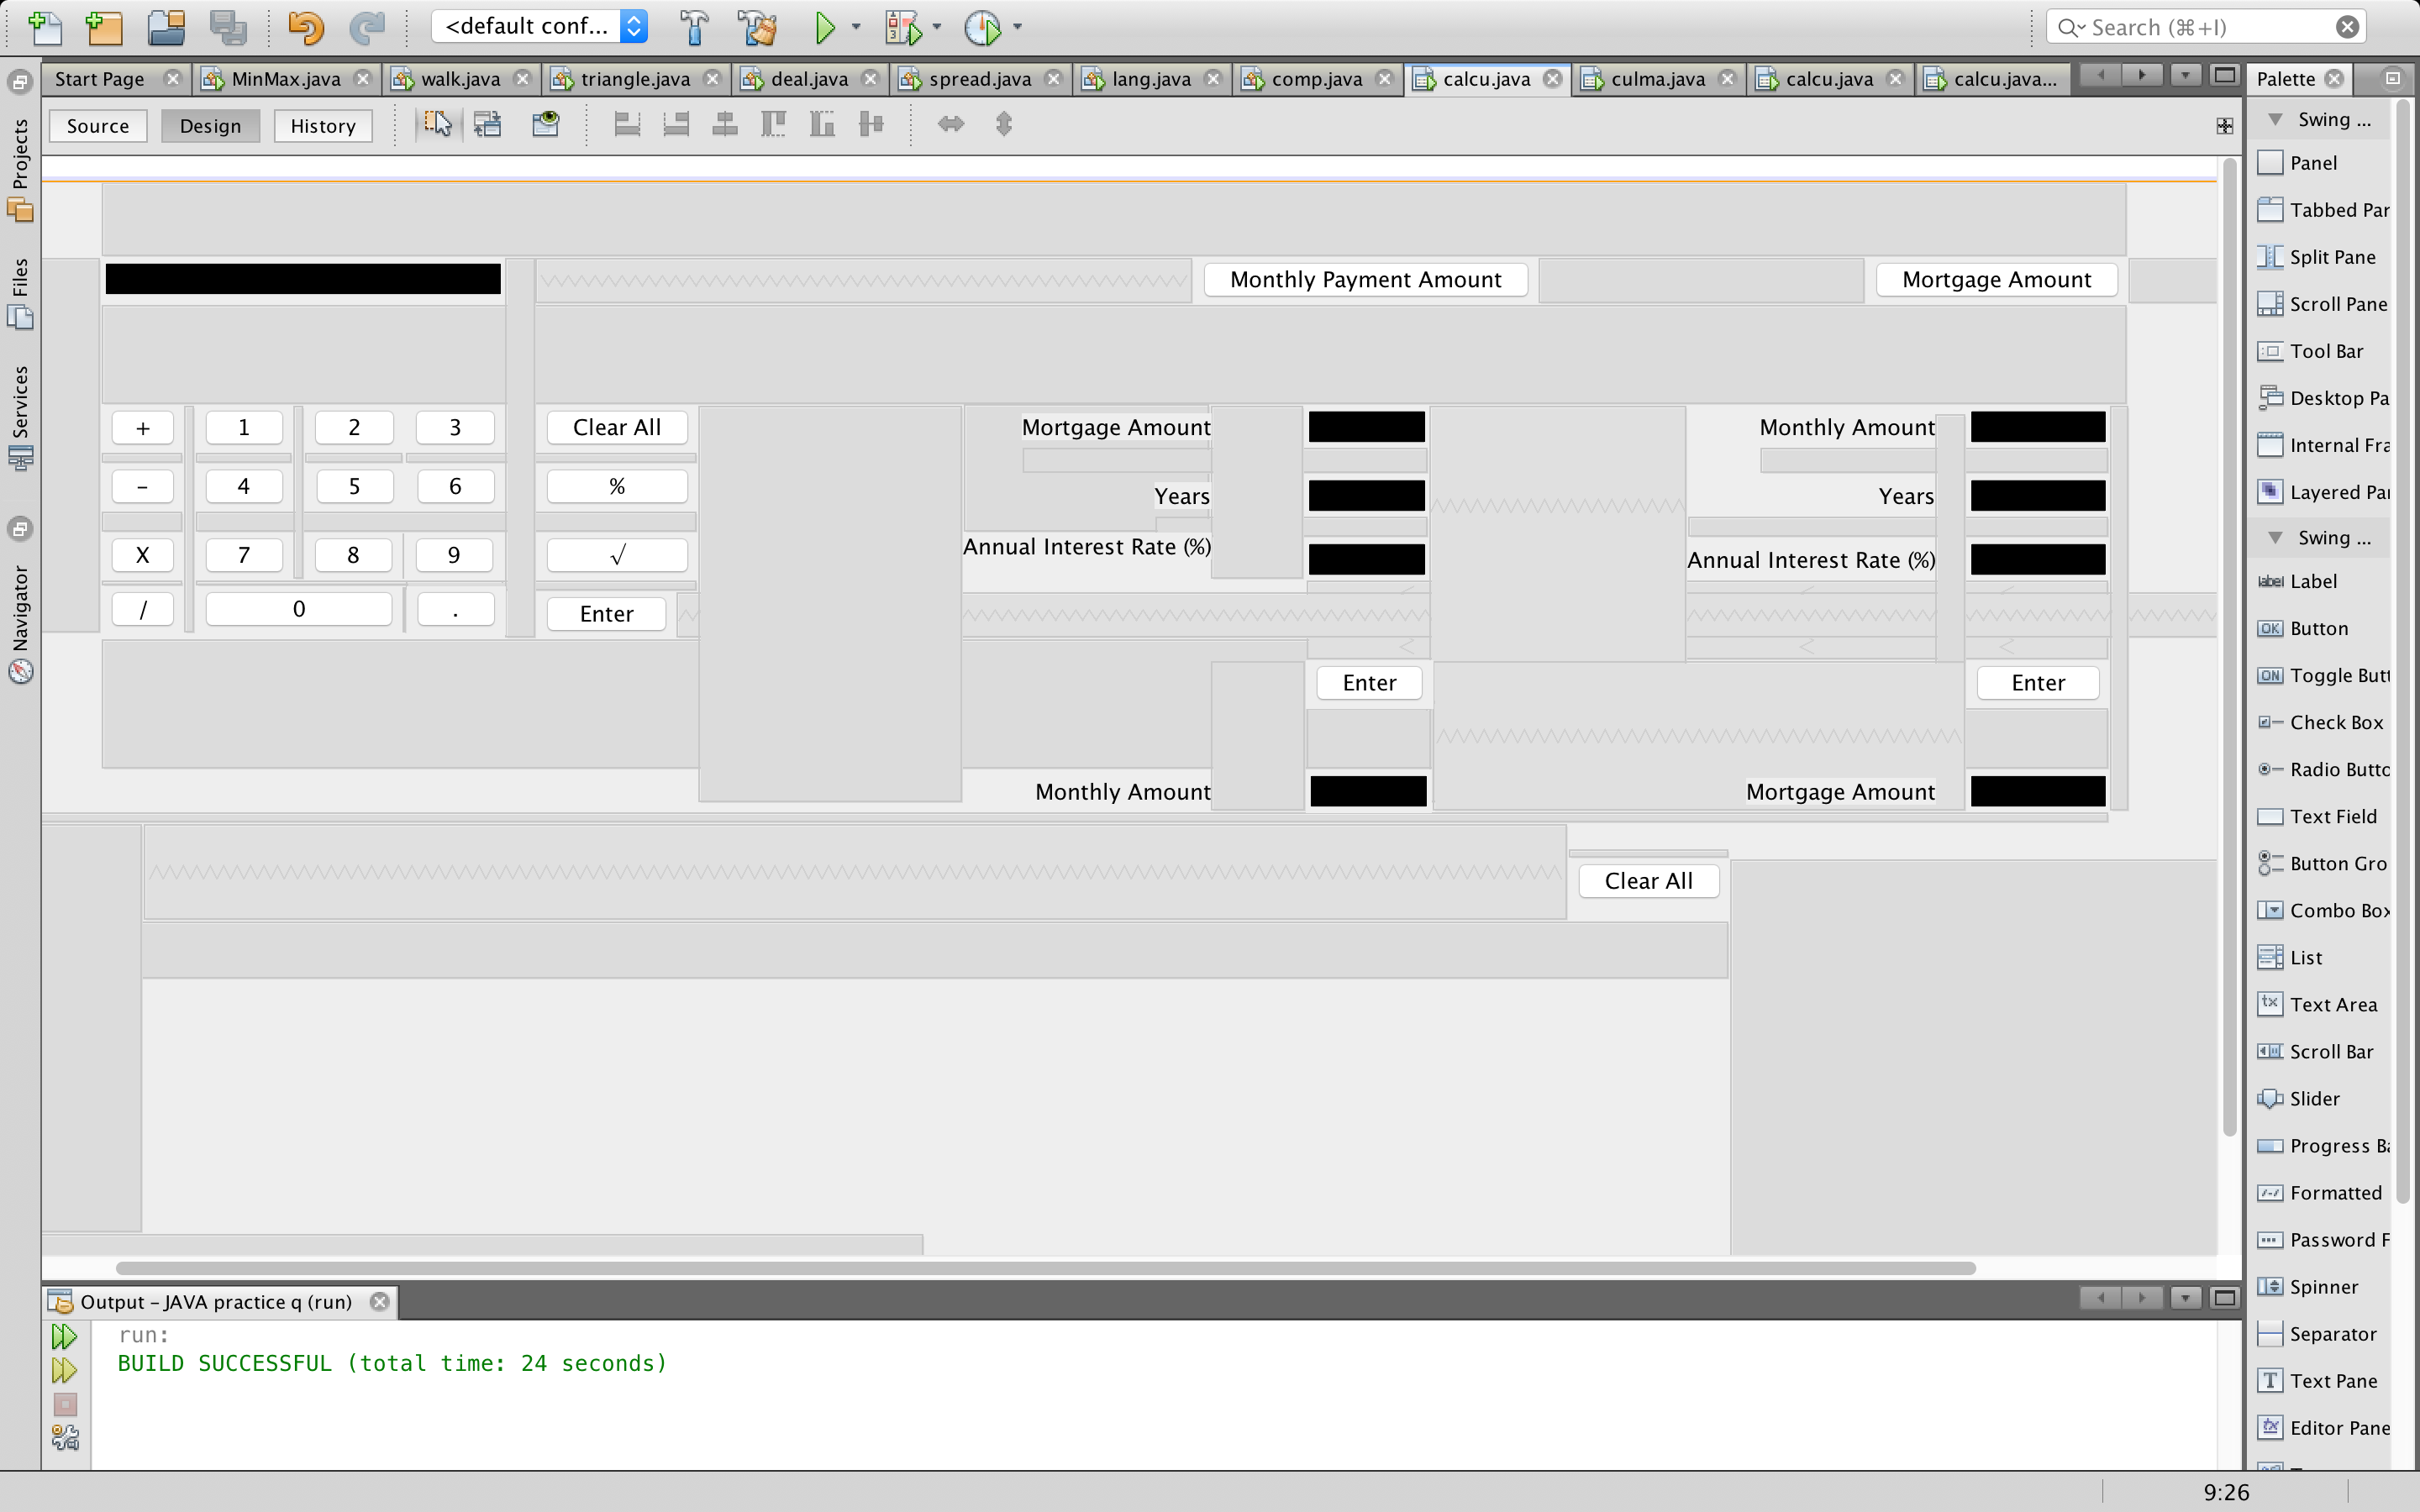 <default conf...
Search (⌘+I)
Start Page
MinMax.java
walk.java
triangle.java
deal.java
spread.java
lang.java
comp.java
calcu.java
culma.java
calcu.java
calcu.java...
Palette
Source
Design
History
Projects
Files
Services
Navigator
Monthly Payment Amount
Mortgage Amount
+ 1 2 3 Clear All
Mortgage Amount
Monthly Amount
- 4 5 6 %
Years
Years
X 7 8 9 √
Annual Interest Rate (%)
Annual Interest Rate (%)
/ 0 . Enter
Enter
Enter
Monthly Amount
Mortgage Amount
Clear All
Swing ...
Panel
Tabbed Par
Split Pane
Scroll Pane
Tool Bar
Desktop Pa
Internal Fra
Layered Par
Swing ...
label Label
OK Button
ON Toggle Butt
Check Box
Radio Butto
Text Field
Button Gro
Combo Box
List
tx Text Area
Scroll Bar
Slider
Progress Ba
Formatted
Password F
Spinner
Separator
T Text Pane
Editor Pane
Output – JAVA practice q (run)
run:
BUILD SUCCESSFUL (total time: 24 seconds)
9:26